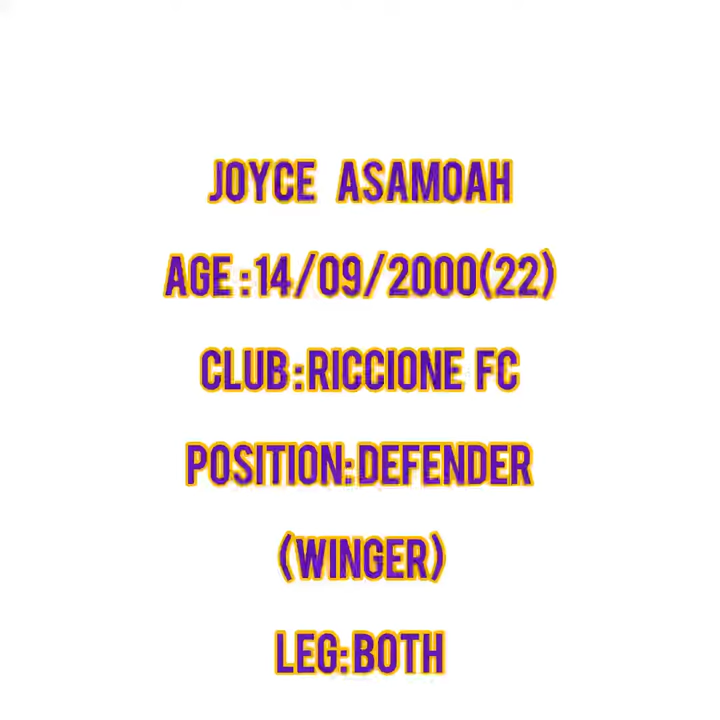 JOYCE ASAMOAH
AGE :14/09/2000(22)
CLUB:RICCIONE FC
POSITION:DEFENDER
(WINGER)
LEG:BOTH